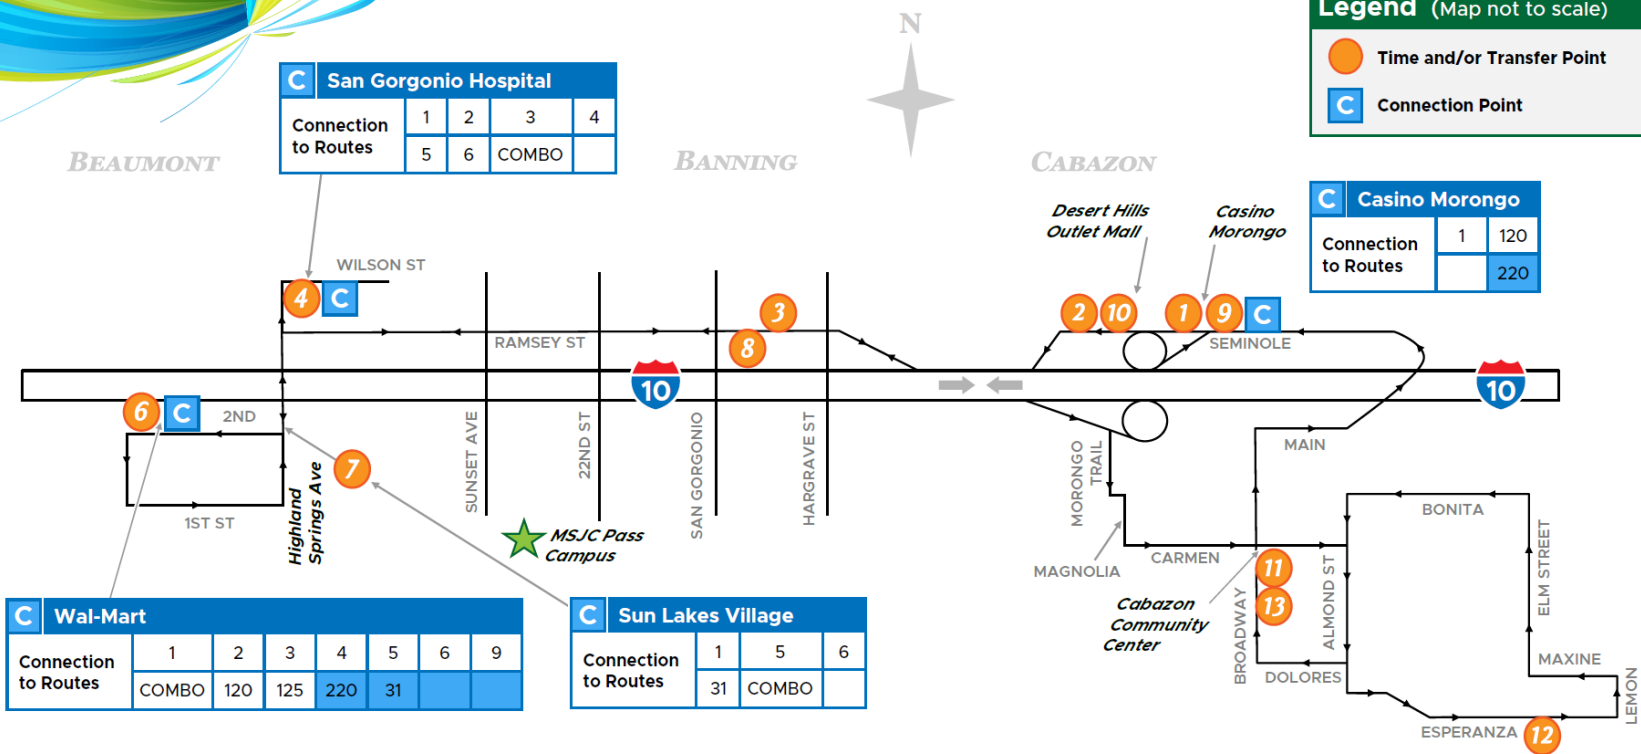 Legend (Map not to scale)
Time and/or Transfer Point
C Connection Point
N
BEAUMONT
BANNING
CABAZON
C San Gorgonio Hospital
Connection
to Routes
1 2 3 4
5 6 COMBO
C Casino Morongo
Connection
to Routes
1 120
220
Desert Hills
Outlet Mall
Casino
Morongo
WILSON ST
4 C
3
8
RAMSEY ST
2 10 1 9 C
SEMINOLE
10
10
6 C
2ND
7
1ST ST
Highland
Springs Ave
SUNSET AVE
22ND ST
SAN GORGONIO
HARGRAVE ST
MSJC Pass
Campus
MORONGO
TRAIL
MAIN
BONITA
MAGNOLIA
CARMEN
11
13
Cabazon
Community
Center
BROADWAY
ALMOND ST
ELM STREET
DOLORES
MAXINE
LEMON
ESPERANZA
12
C Wal-Mart
Connection
to Routes
1 2 3 4 5 6 9
COMBO 120 125 220 31
C Sun Lakes Village
Connection
to Routes
1 5 6
31 COMBO